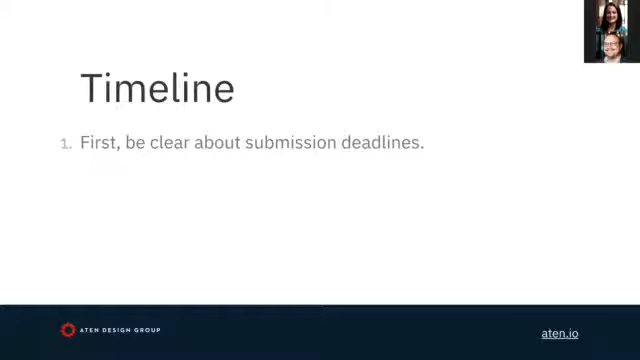 Timeline
1. First, be clear about submission deadlines.
ATEN DESIGN GROUP
aten.io